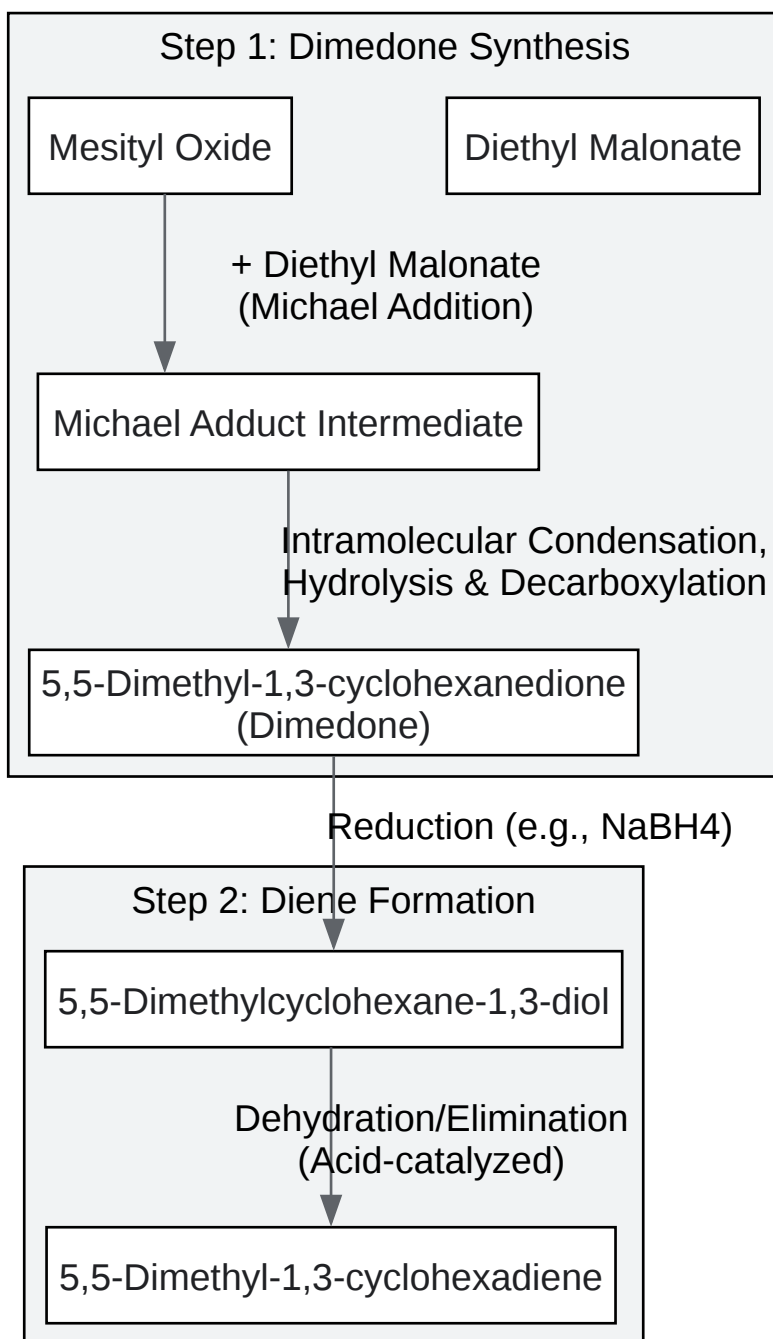 Step 1: Dimedone Synthesis
Mesityl Oxide
Diethyl Malonate
+ Diethyl Malonate
(Michael Addition)
Michael Adduct Intermediate
Intramolecular Condensation,
Hydrolysis & Decarboxylation
5,5-Dimethyl-1,3-cyclohexanedione
(Dimedone)
Reduction (e.g., NaBH4)
Step 2: Diene Formation
5,5-Dimethylcyclohexane-1,3-diol
Dehydration/Elimination
(Acid-catalyzed)
5,5-Dimethyl-1,3-cyclohexadiene